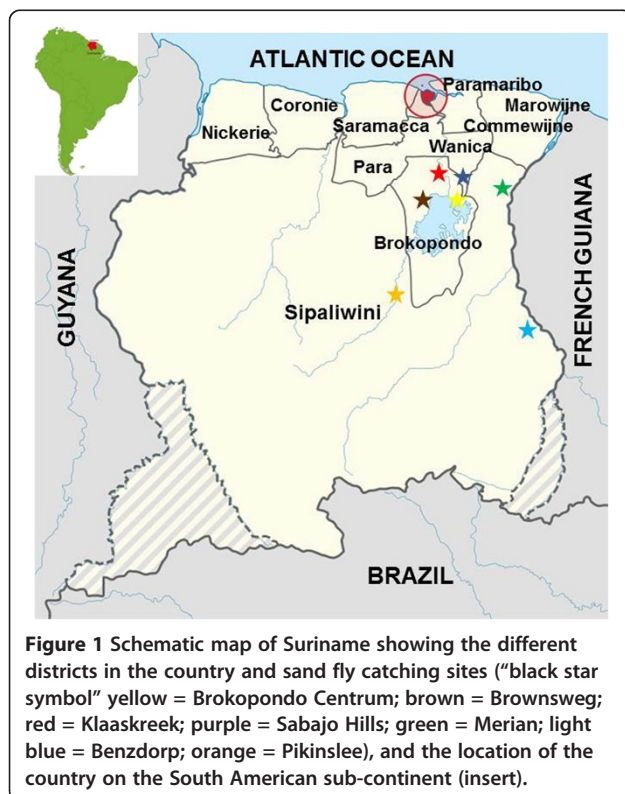 ATLANTIC OCEAN
Paramaribo
Coronie
Marowijne
Nickerie
Saramacca
Commewijne
Wanica
Para
Brokopondo
GUYANA
FRENCH GUIANA
Sipaliwini
BRAZIL
Figure 1 Schematic map of Suriname showing the different
districts in the country and sand fly catching sites (“black star
symbol” yellow = Brokopondo Centrum; brown = Brownsweg;
red = Klaaskreek; purple = Sabajo Hills; green = Merian; light
blue = Benzdorp; orange = Pikinslee), and the location of the
country on the South American sub-continent (insert).